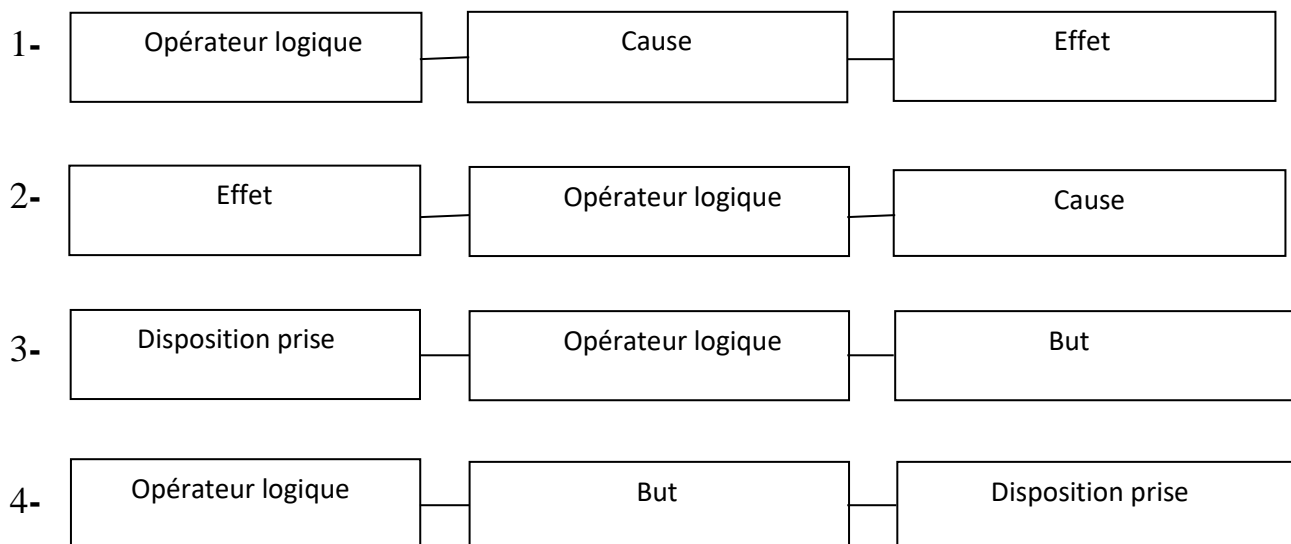 1- Opérateur logique Cause Effet
2- Effet Opérateur logique Cause
3- Disposition prise Opérateur logique But
4- Opérateur logique But Disposition prise